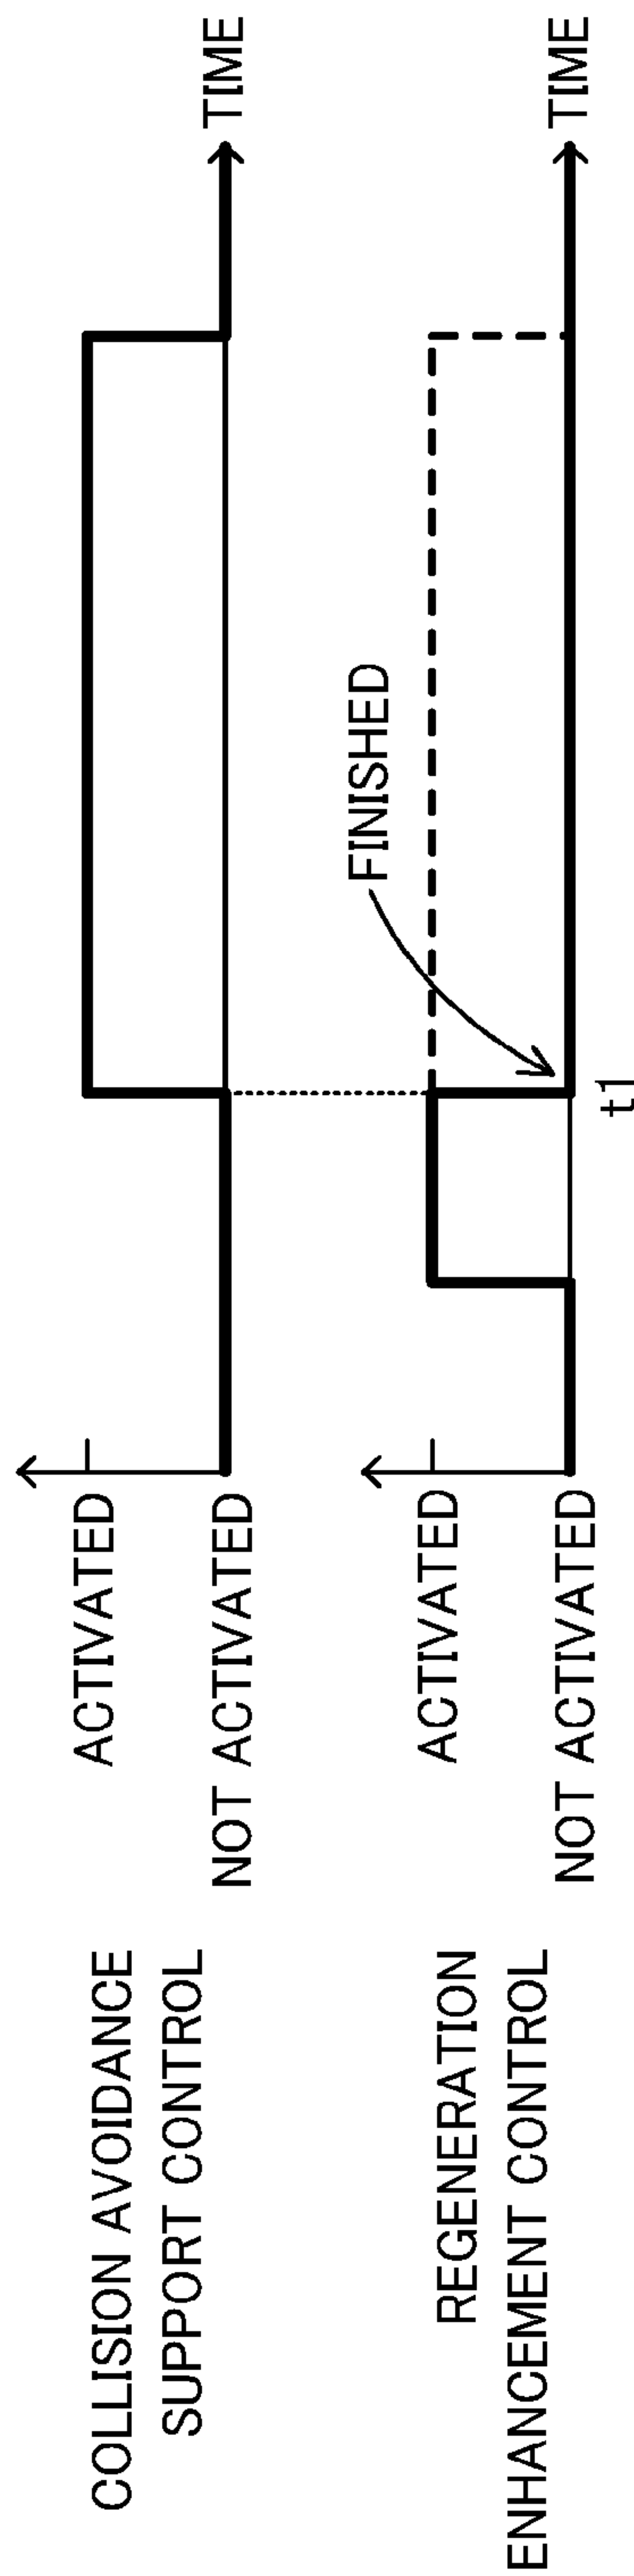 COLLISION AVOIDANCE
SUPPORT CONTROL
ACTIVATED
NOT ACTIVATED
TIME
REGENERATION
ENHANCEMENT CONTROL
ACTIVATED
NOT ACTIVATED
FINISHED
t1
TIME